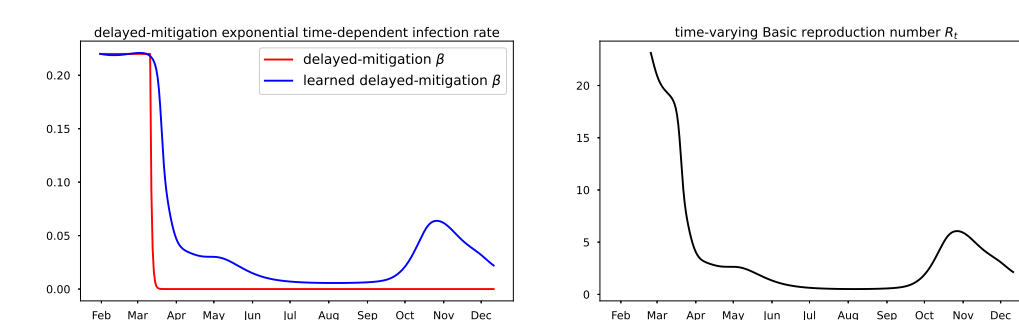 delayed-mitigation exponential time-dependent infection rate
delayed-mitigation β
learned delayed-mitigation β
0.20
0.15
0.10
0.05
0.00
Feb Mar Apr May Jun Jul Aug Sep Oct Nov Dec
time-varying Basic reproduction number Rₜ
20
15
10
5
0
Feb Mar Apr May Jun Jul Aug Sep Oct Nov Dec